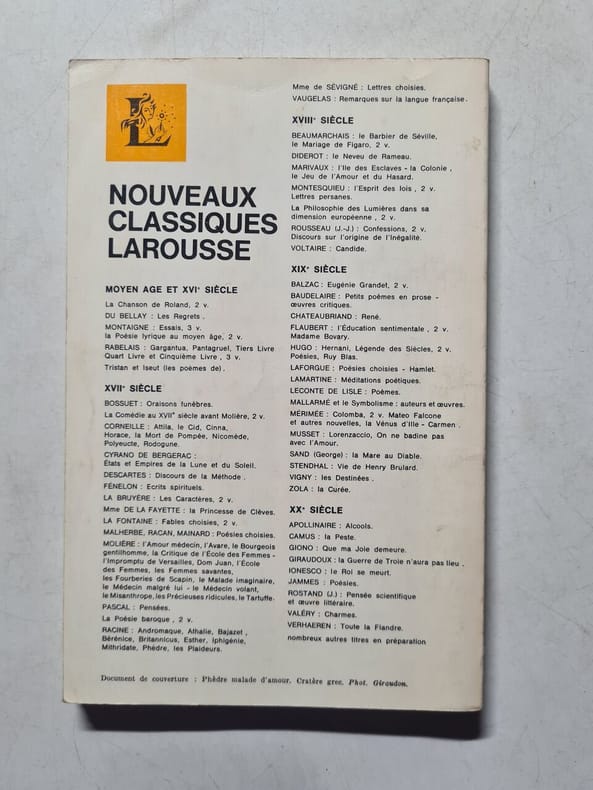 L
NOUVEAUX
CLASSIQUES
LAROUSSE
MOYEN AGE ET XVIe SIÈCLE
La Chanson de Roland, 2 v.
DU BELLAY : Les Regrets .
MONTAIGNE : Essais, 3 v.
la Poésie lyrique au moyen âge, 2 v.
RABELAIS : Gargantua, Pantagruel, Tiers Livre
Quart Livre et Cinquième Livre , 3 v.
Tristan et Iseut (les poèmes de) .
XVIIe SIÈCLE
BOSSUET : Oraisons funèbres.
La Comédie au XVIIe siècle avant Molière, 2 v.
CORNEILLE : Attila, le Cid, Cinna,
Horace, la Mort de Pompée, Nicomède,
Polyeucte, Rodogune.
CYRANO DE BERGERAC :
États et Empires de la Lune et du Soleil.
DESCARTES : Discours de la Méthode .
FÉNELON : Ecrits spirituels.
LA BRUYÈRE : Les Caractères, 2 v.
Mme DE LA FAYETTE : la Princesse de Clèves.
LA FONTAINE : Fables choisies, 2 v.
MALHERBE, RACAN, MAINARD : Poésies choisies.
MOLIÈRE : l'Amour médecin, l'Avare, le Bourgeois
gentilhomme, la Critique de l'École des Femmes -
l'Impromptu de Versailles, Dom Juan, l'École
des Femmes, les Femmes savantes,
les Fourberies de Scapin, le Malade imaginaire,
le Médecin malgré lui - le Médecin volant,
le Misanthrope, les Précieuses ridicules, le Tartuffe.
PASCAL : Pensées.
La Poésie baroque , 2 v.
RACINE : Andromaque, Athalie, Bajazet ,
Bérénice, Britannicus, Esther, Iphigénie,
Mithridate, Phèdre, les Plaideurs.
Mme de SÉVIGNÉ : Lettres choisies.
VAUGELAS : Remarques sur la langue française.
XVIIIe SIÈCLE
BEAUMARCHAIS : le Barbier de Séville,
le Mariage de Figaro, 2 v.
DIDEROT : le Neveu de Rameau.
MARIVAUX : l'Ile des Esclaves - la Colonie ,
le Jeu de l'Amour et du Hasard.
MONTESQUIEU : l'Esprit des lois , 2 v.
Lettres persanes.
La Philosophie des Lumières dans sa
dimension européenne , 2 v.
ROUSSEAU (J.-J.) : Confessions, 2 v.
Discours sur l'origine de l'Inégalité.
VOLTAIRE : Candide.
XIXe SIÈCLE
BALZAC : Eugénie Grandet, 2 v.
BAUDELAIRE : Petits poèmes en prose -
œuvres critiques.
CHATEAUBRIAND : René.
FLAUBERT : l'Éducation sentimentale , 2 v.
Madame Bovary.
HUGO : Hernani, Légende des Siècles, 2 v.
Poésies, Ruy Blas.
LAFORGUE : Poésies choisies - Hamlet.
LAMARTINE : Méditations poétiques.
LECONTE DE LISLE : Poèmes.
MALLARMÉ et le Symbolisme : auteurs et œuvres.
MÉRIMÉE : Colomba, 2 v. Mateo Falcone
et autres nouvelles, la Vénus d'Ille - Carmen .
MUSSET : Lorenzaccio, On ne badine pas
avec l'Amour.
SAND (George) : la Mare au Diable.
STENDHAL : Vie de Henry Brulard.
VIGNY : les Destinées .
ZOLA : la Curée.
XXe SIÈCLE
APOLLINAIRE : Alcools.
CAMUS : la Peste.
GIONO : Que ma Joie demeure.
GIRAUDOUX : la Guerre de Troie n'aura pas lieu .
IONESCO : le Roi se meurt.
JAMMES : Poésies.
ROSTAND (J.) : Pensée scientifique
et œuvre littéraire.
VALÉRY : Charmes.
VERHAEREN : Toute la Flandre.
nombreux autres titres en préparation
Document de couverture : Phèdre malade d'amour. Cratère grec. Phot. Giraudon.